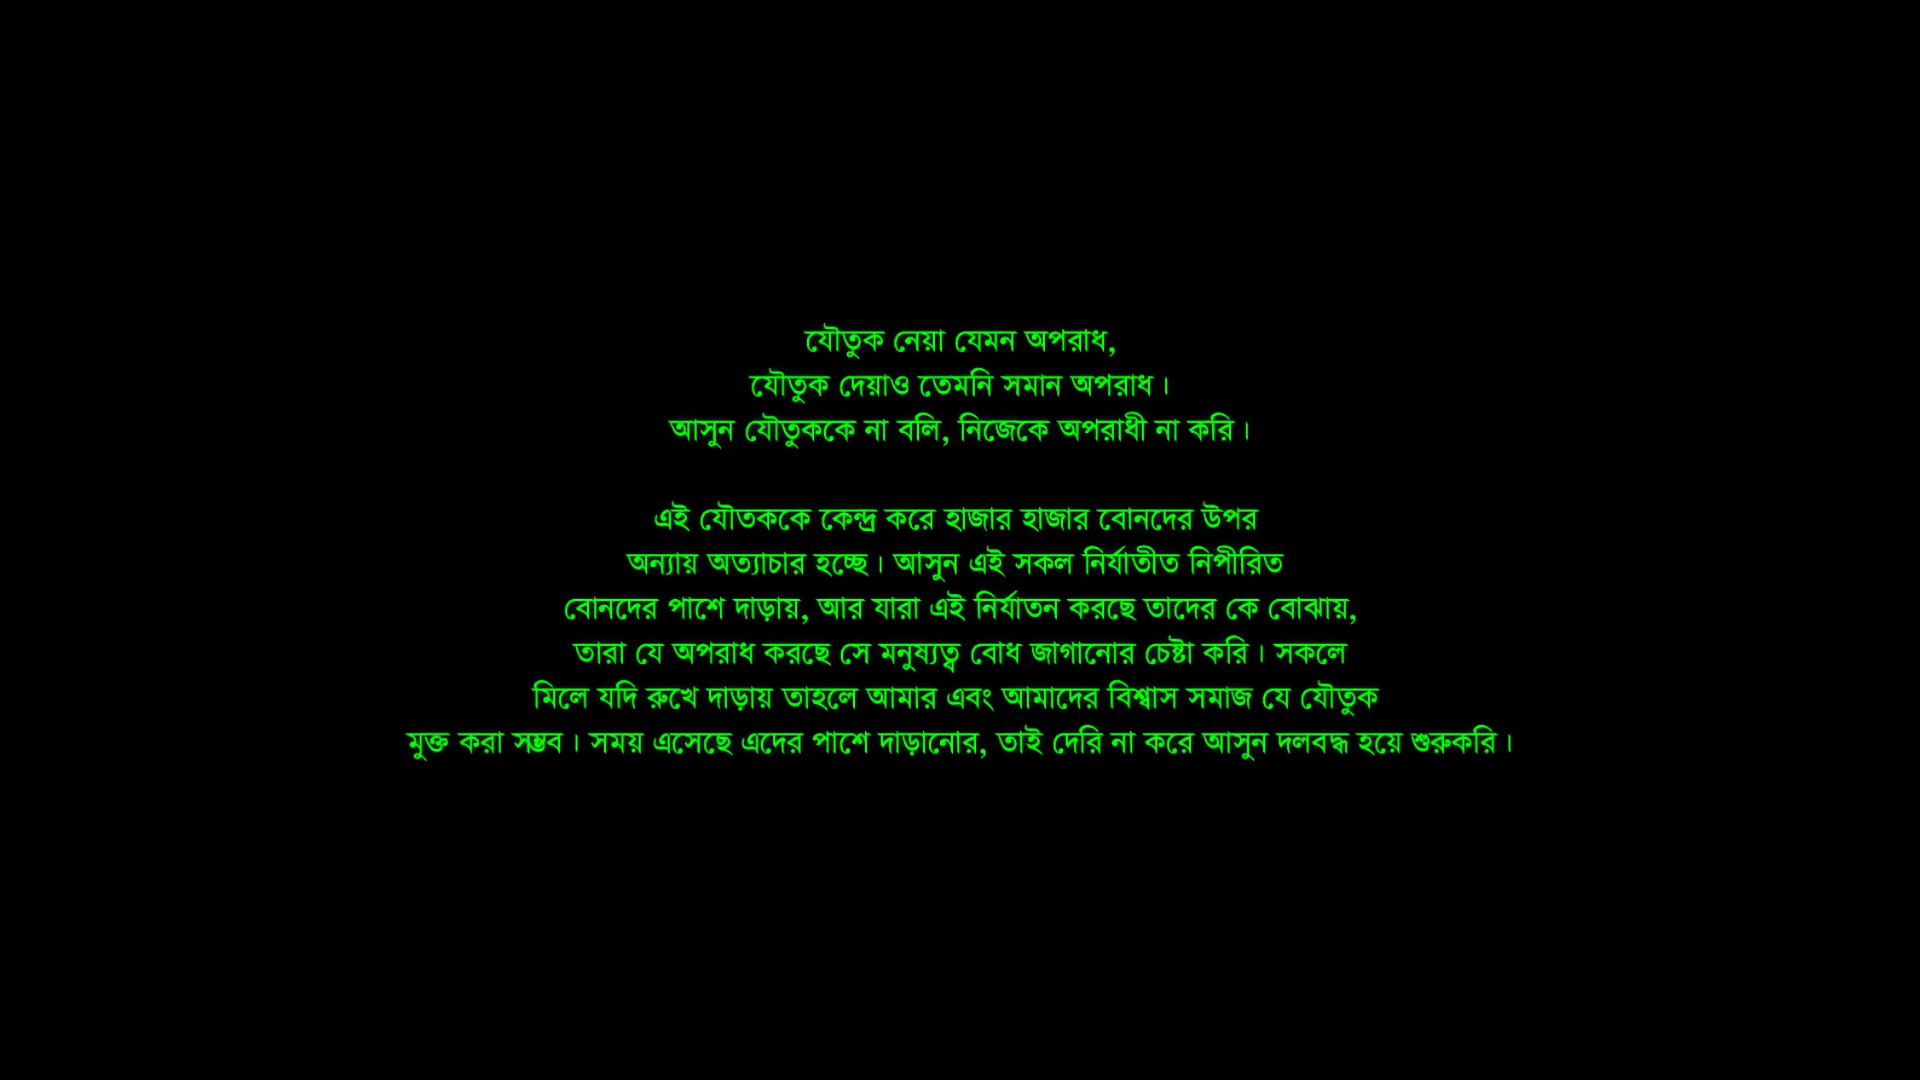 যৌতুক নেয়া যেমন অপরাধ,
যৌতুক দেয়াও তেমনি সমান অপরাধ।
আসুন যৌতুককে না বলি, নিজেকে অপরাধী না করি।
এই যৌতককে কেন্দ্র করে হাজার হাজার বোনদের উপর
অন্যায় অত্যাচার হচ্ছে। আসুন এই সকল নির্যাতীত নিপীরিত
বোনদের পাশে দাড়ায়, আর যারা এই নির্যাতন করছে তাদের কে বোঝায়,
তারা যে অপরাধ করছে সে মনুষ্যত্ব বোধ জাগানোর চেষ্টা করি। সকলে
মিলে যদি রুখে দাড়ায় তাহলে আমার এবং আমাদের বিশ্বাস সমাজ যে যৌতুক
মুক্ত করা সম্ভব। সময় এসেছে এদের পাশে দাড়ানোর, তাই দেরি না করে আসুন দলবদ্ধ হয়ে শুরুকরি।